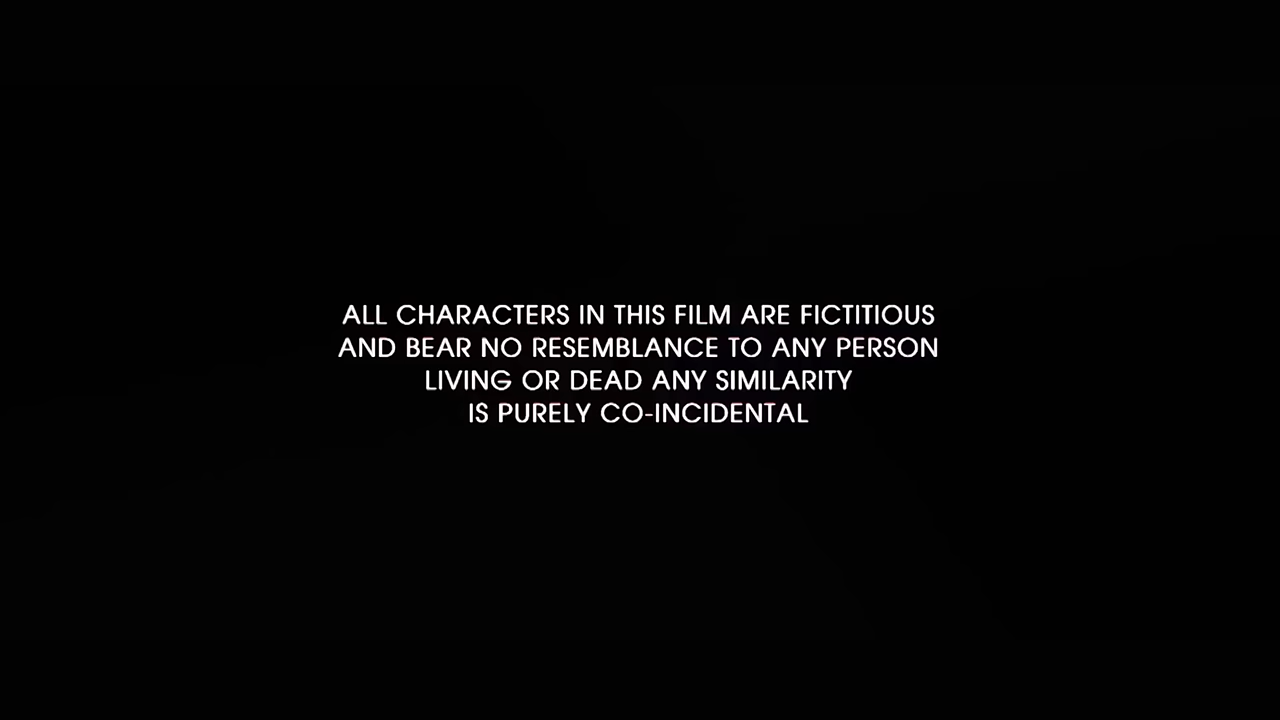 ALL CHARACTERS IN THIS FILM ARE FICTITIOUS
AND BEAR NO RESEMBLANCE TO ANY PERSON
LIVING OR DEAD ANY SIMILARITY
IS PURELY CO-INCIDENTAL